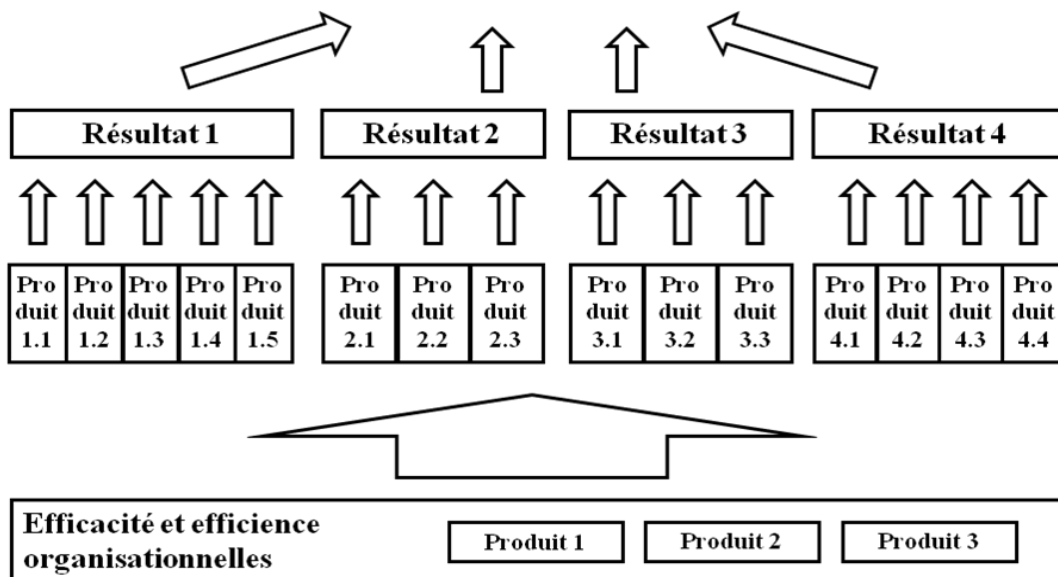 Résultat 1
Résultat 2
Résultat 3
Résultat 4
Pro
duit
1.1
Pro
duit
1.2
Pro
duit
1.3
Pro
duit
1.4
Pro
duit
1.5
Pro
duit
2.1
Pro
duit
2.2
Pro
duit
2.3
Pro
duit
3.1
Pro
duit
3.2
Pro
duit
3.3
Pro
duit
4.1
Pro
duit
4.2
Pro
duit
4.3
Pro
duit
4.4
Efficacité et efficience
organisationnelles
Produit 1
Produit 2
Produit 3